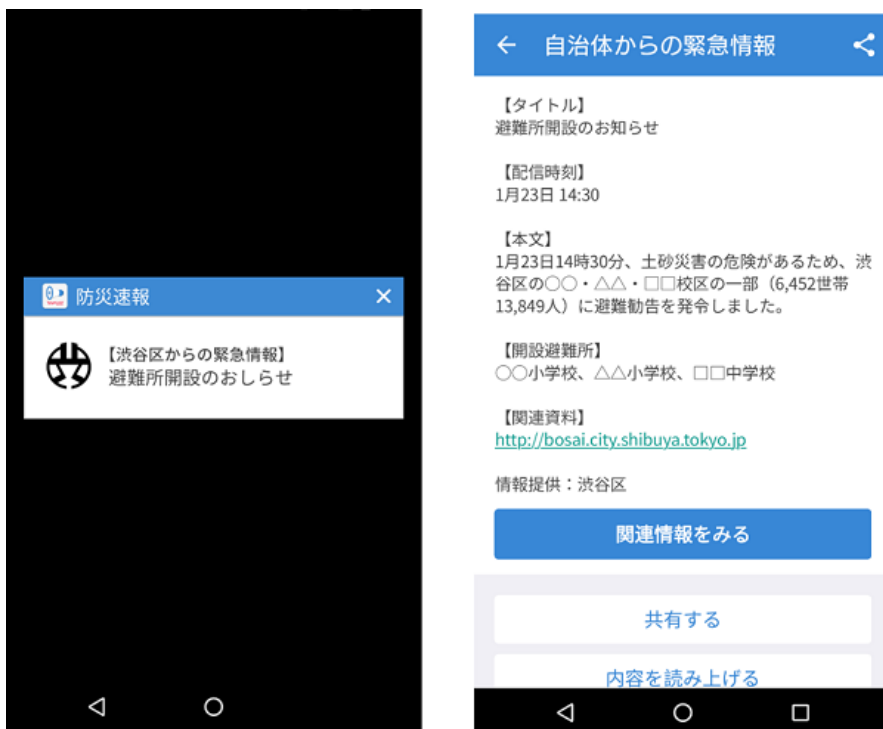 防災速報
【渋谷区からの緊急情報】
避難所開設のおしらせ
自治体からの緊急情報
【タイトル】
避難所開設のお知らせ
【配信時刻】
1月23日 14:30
【本文】
1月23日14時30分、土砂災害の危険があるため、渋
谷区の〇〇・△△・□□校区の一部（6,452世帯
13,849人）に避難勧告を発令しました。
【開設避難所】
〇〇小学校、△△小学校、□□中学校
【関連資料】
http://bosai.city.shibuya.tokyo.jp
情報提供：渋谷区
関連情報をみる
共有する
内容を読み上げる